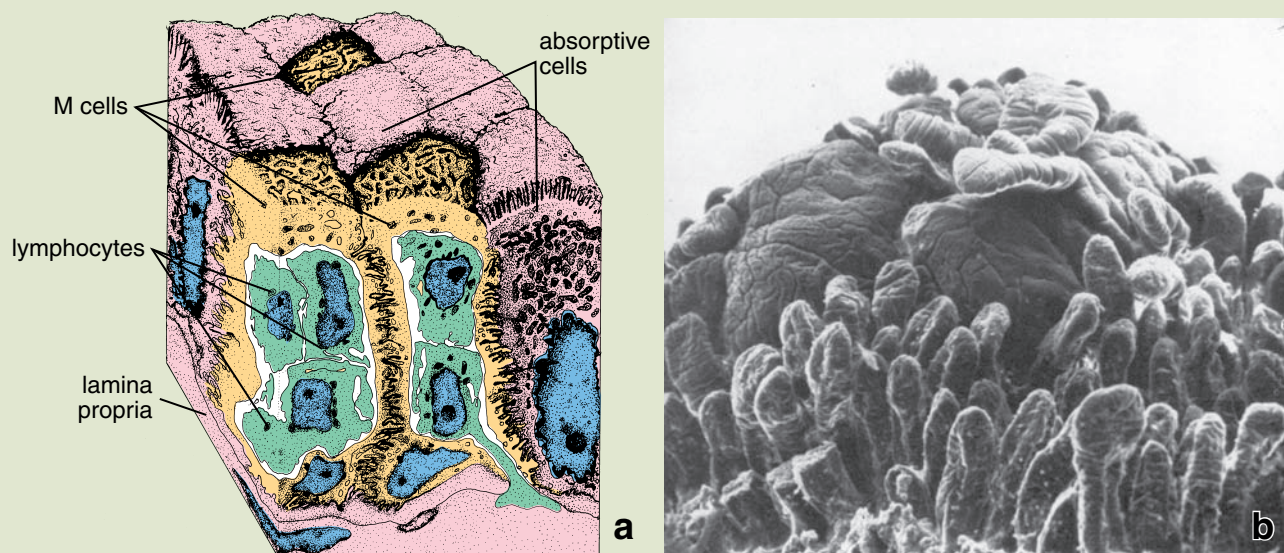 absorptive
cells
M cells
lymphocytes
lamina
propria
a
b